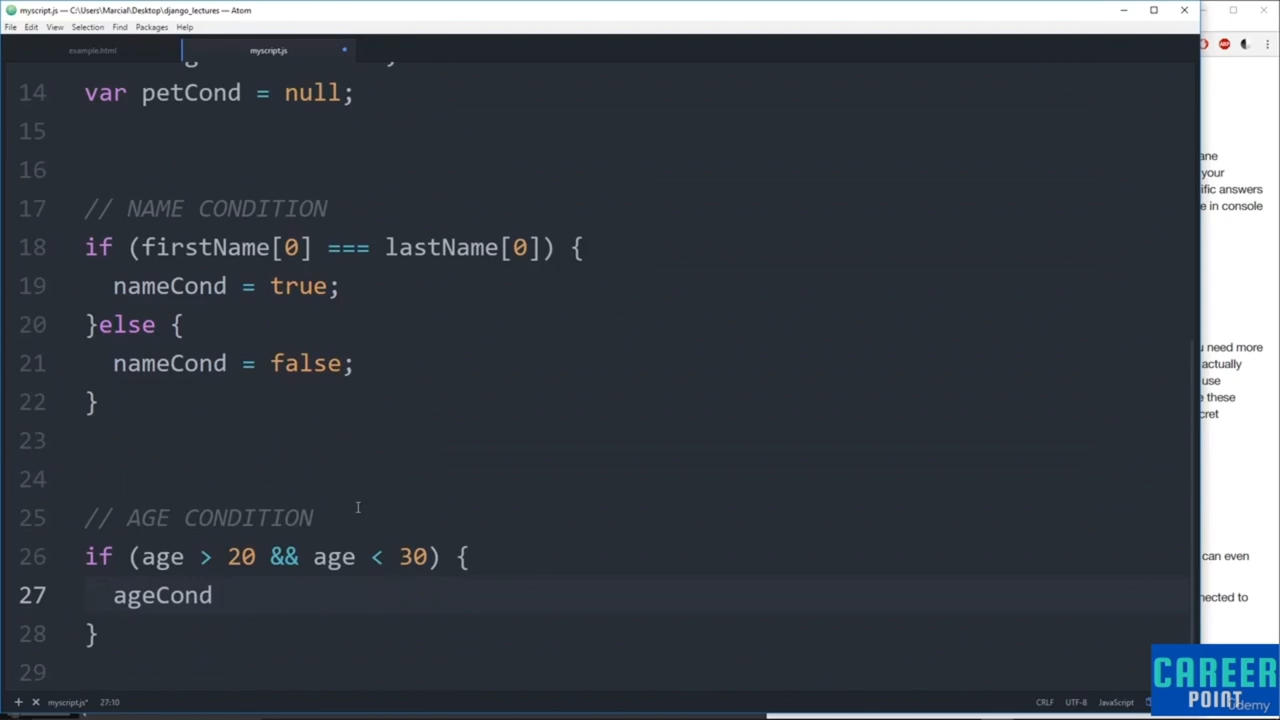 myscript.js — C:\Users\Marcial\Desktop\django_lectures — Atom
File Edit View Selection Find Packages Help
example.html myscript.js
14 var petCond = null;
15
16
17 // NAME CONDITION
18 if (firstName[0] === lastName[0]) {
19 nameCond = true;
20 }else {
21 nameCond = false;
22 }
23
24
25 // AGE CONDITION
26 if (age > 20 && age < 30) {
27 ageCond
28 }
29
myscript.js* 27:10 CRLF UTF-8 JavaScript
ane
your
ific answers
e in console
u need more
actually
use
e these
cret
can even
nected to
ABP
CAREER
POINT
Udemy